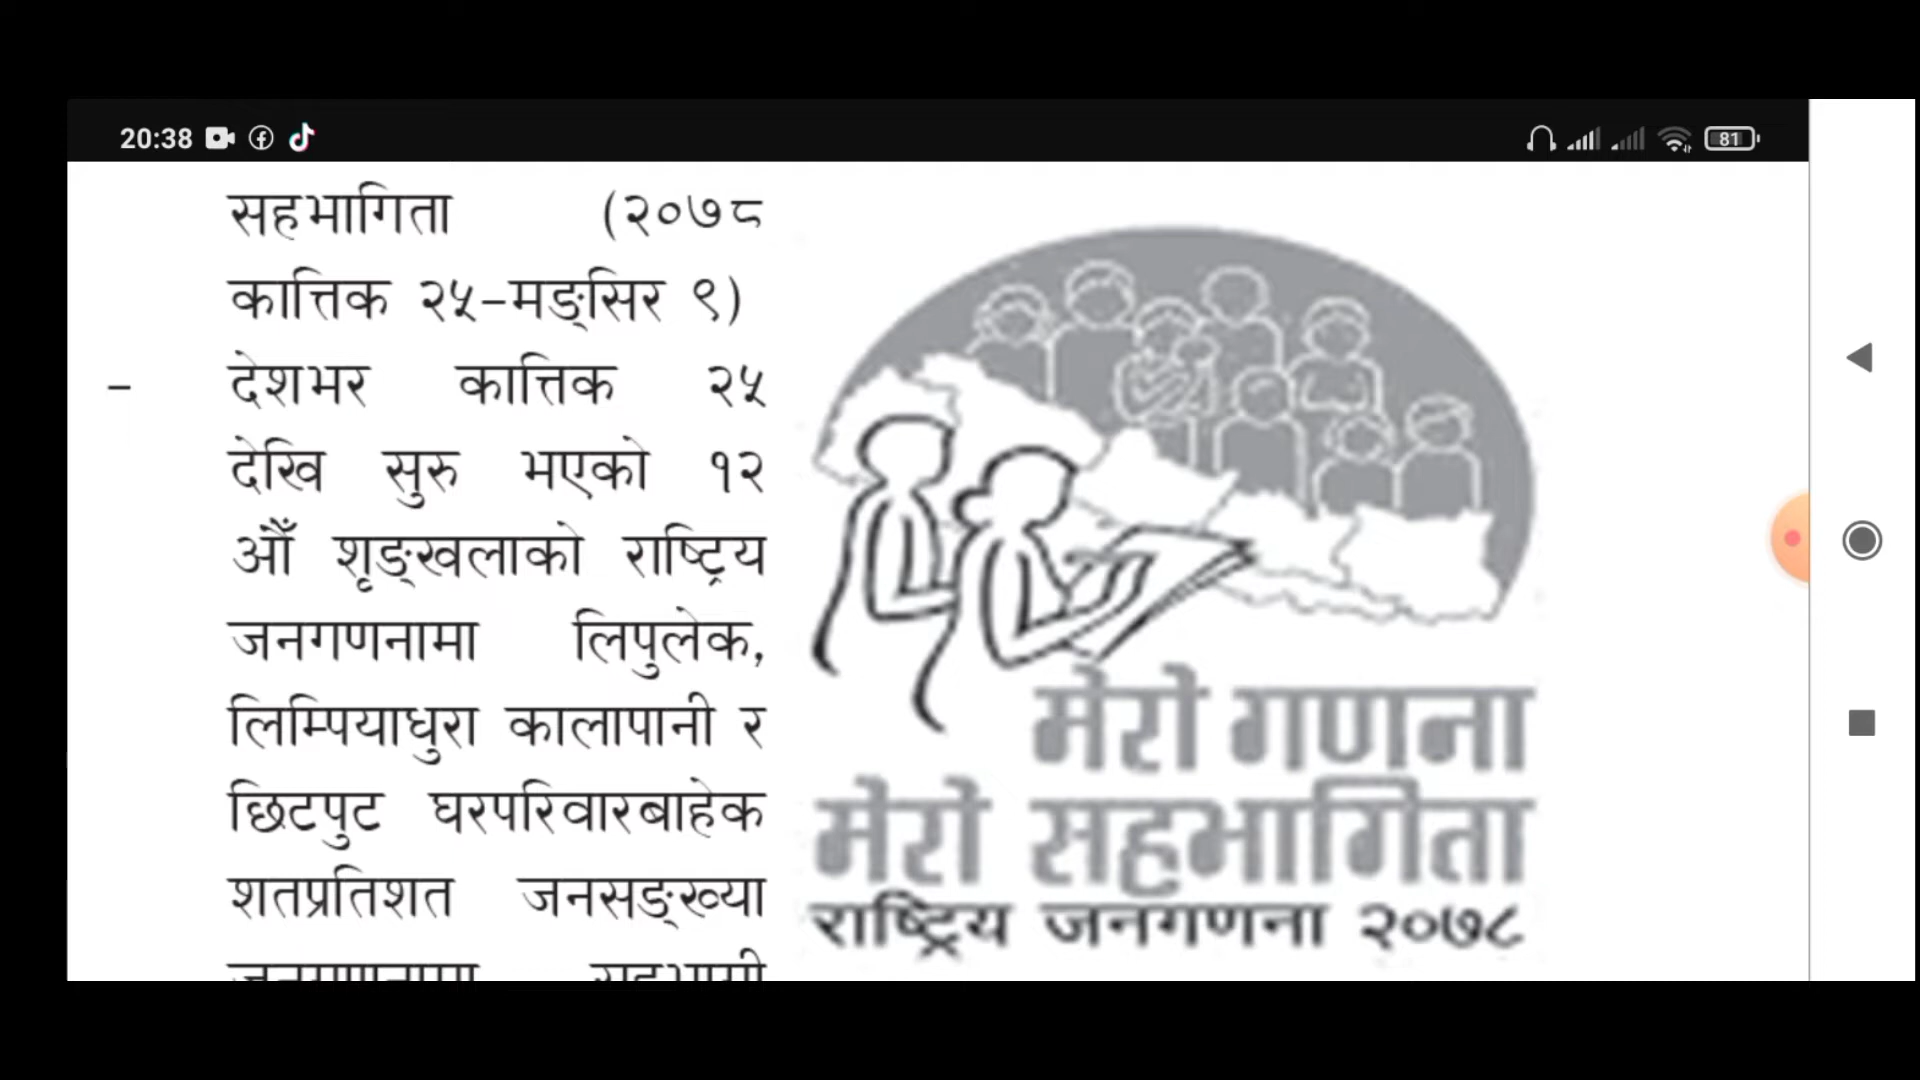 20:38
81
सहभागिता (२०७८
कात्तिक २५-मङ्सिर ९)
- देशभर कात्तिक २५
देखि सुरु भएको १२
औँ शृङ्खलाको राष्ट्रिय
जनगणनामा लिपुलेक,
लिम्पियाधुरा कालापानी र
छिटपुट घरपरिवारबाहेक
शतप्रतिशत जनसङ्ख्या
मेरो गणना
मेरो सहभागिता
राष्ट्रिय जनगणना २०७८